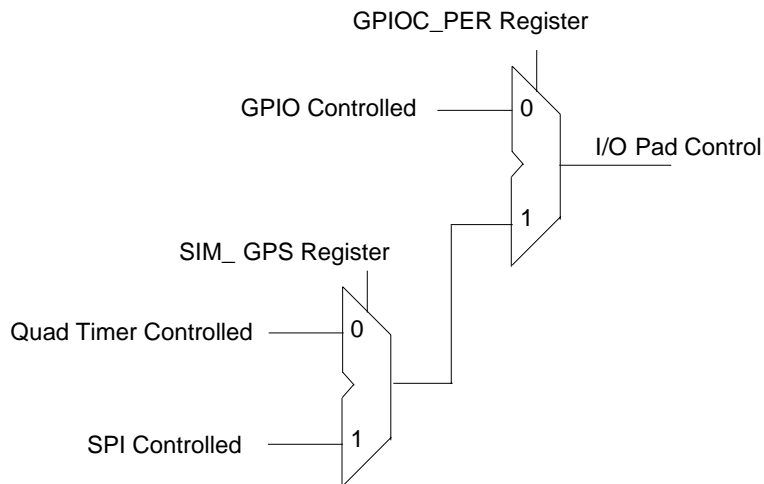 GPIOC_PER Register
GPIO Controlled
0
I/O Pad Control
1
SIM_ GPS Register
Quad Timer Controlled
0
SPI Controlled
1